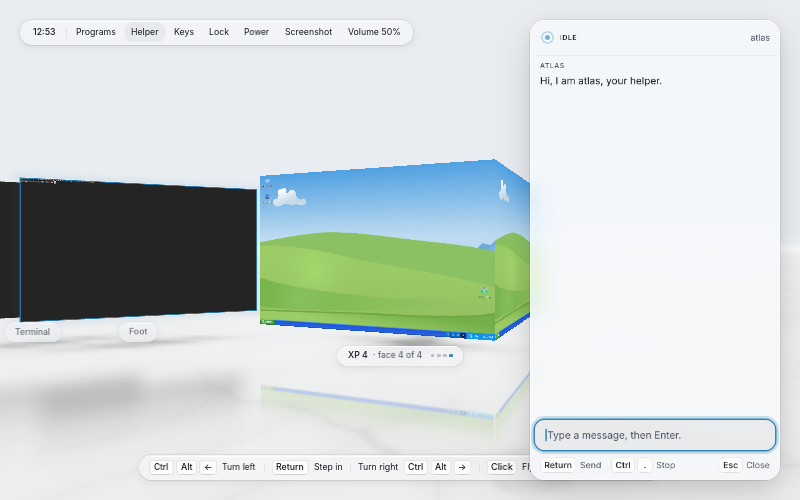 12:53 Programs Helper Keys Lock Power Screenshot Volume 50%
IDLE atlas
ATLAS
Hi, I am atlas, your helper.
Terminal
Foot
XP 4 · face 4 of 4
Type a message, then Enter.
Ctrl Alt ← Turn left Return Step in Turn right Ctrl Alt → Click
Return Send Ctrl . Stop Esc Close